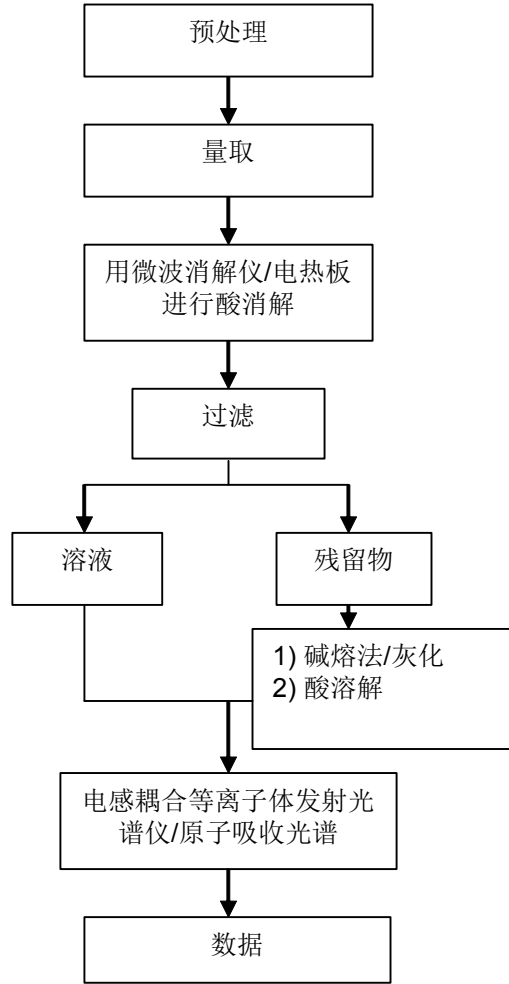 预处理
量取
用微波消解仪/电热板
进行酸消解
过滤
溶液
残留物
1) 碱熔法/灰化
2) 酸溶解
电感耦合等离子体发射光
谱仪/原子吸收光谱
数据